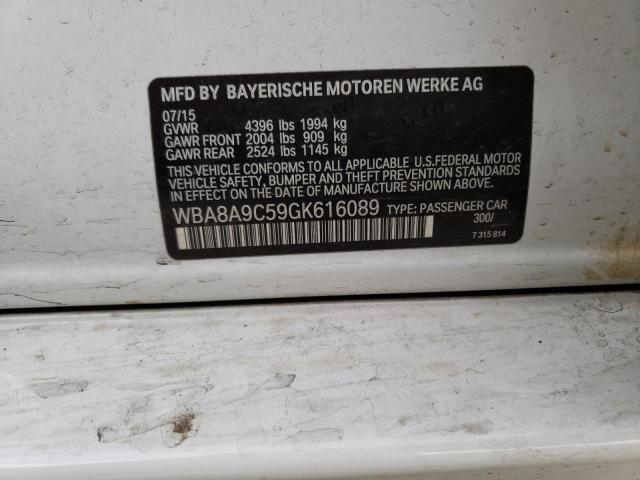 MFD BY BAYERISCHE MOTOREN WERKE AG
07/15
GVWR 4396 lbs 1994 kg
GAWR FRONT 2004 lbs 909 kg
GAWR REAR 2524 lbs 1145 kg
THIS VEHICLE CONFORMS TO ALL APPLICABLE U.S.FEDERAL MOTOR
VEHICLE SAFETY, BUMPER AND THEFT PREVENTION STANDARDS
IN EFFECT ON THE DATE OF MANUFACTURE SHOWN ABOVE.
WBA8A9C59GK616089 TYPE: PASSENGER CAR
300/
7 315 814